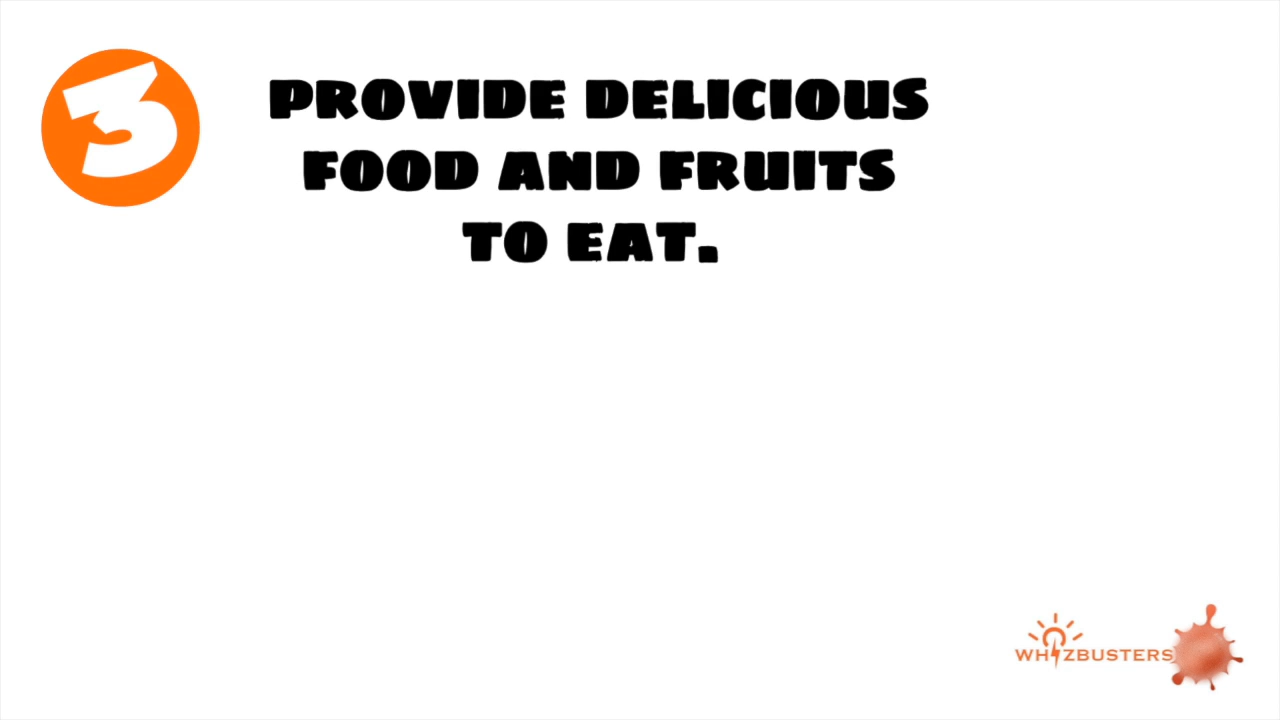 3
PROVIDE DELICIOUS
FOOD AND FRUITS
TO EAT.
WHIZBUSTERS